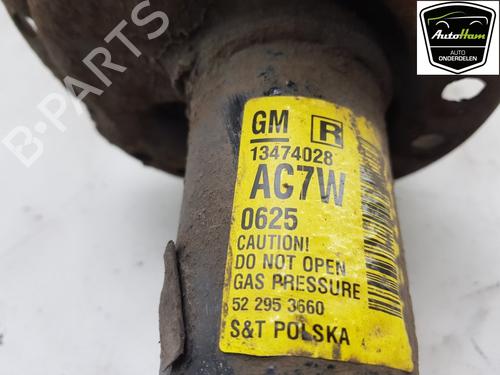 AutoHam
AUTO
ONDERDELEN
B-PARTS
GM R
13474028
AG7W
0625
CAUTION!
DO NOT OPEN
GAS PRESSURE
52 295 3660
S&T POLSKA